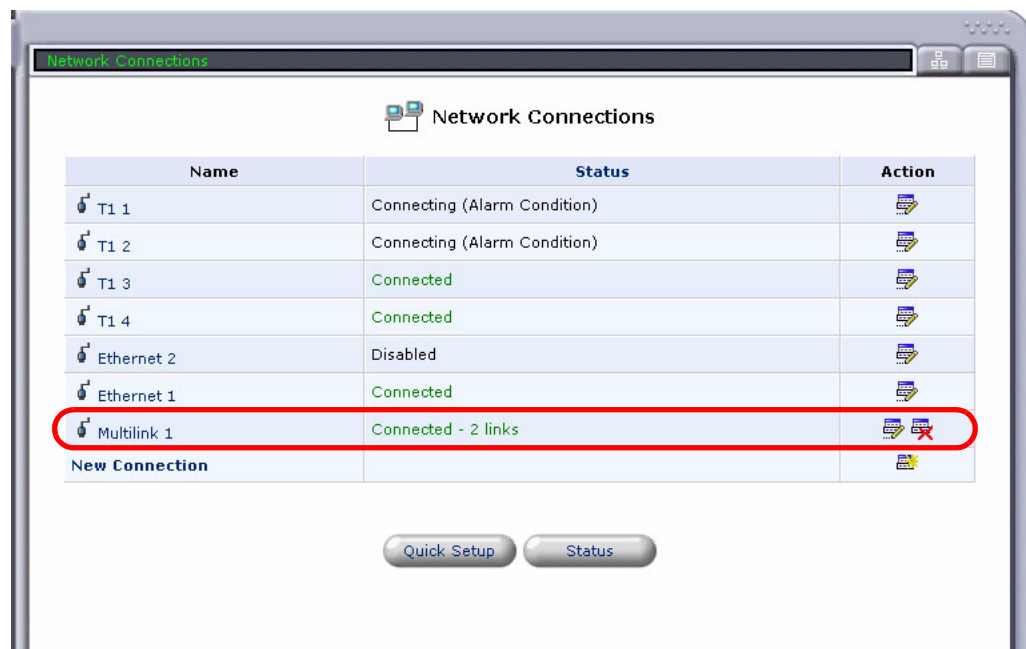 Network Connections
Network Connections
Name Status Action
T1 1 Connecting (Alarm Condition)
T1 2 Connecting (Alarm Condition)
T1 3 Connected
T1 4 Connected
Ethernet 2 Disabled
Ethernet 1 Connected
Multilink 1 Connected - 2 links
New Connection
Quick Setup Status